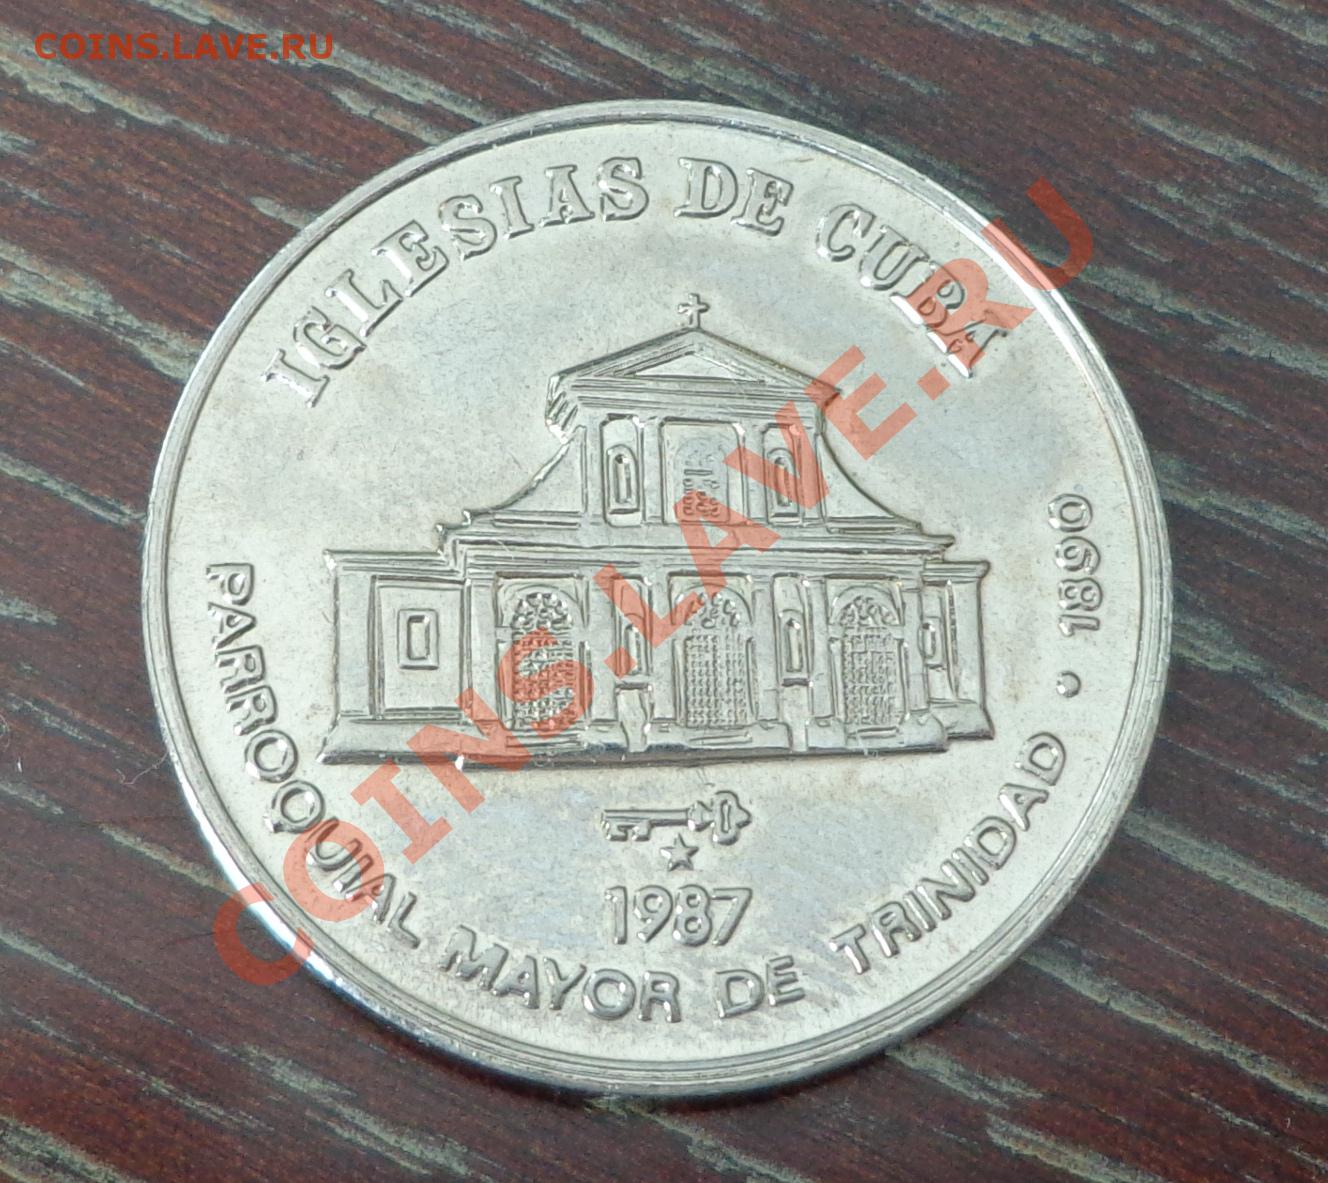 COINS.LAVE.RU
IGLESIAS DE CUBA
1987
PARROQUIAL MAYOR DE TRINIDAD • 1890
COINS.LAVE.RU